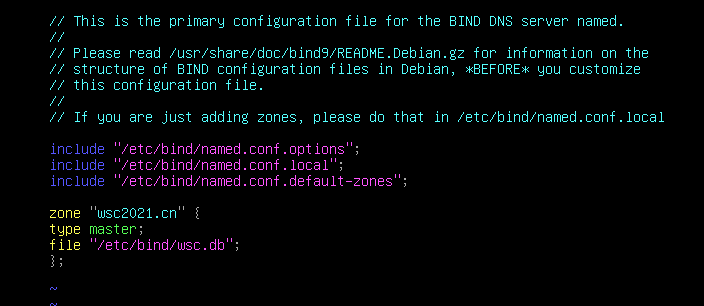 // This is the primary configuration file for the BIND DNS server named.
//
// Please read /usr/share/doc/bind9/README.Debian.gz for information on the
// structure of BIND configuration files in Debian, *BEFORE* you customize
// this configuration file.
//
// If you are just adding zones, please do that in /etc/bind/named.conf.local
include "/etc/bind/named.conf.options";
include "/etc/bind/named.conf.local";
include "/etc/bind/named.conf.default-zones";
zone "wsc2021.cn" {
type master;
file "/etc/bind/wsc.db";
};
~
~